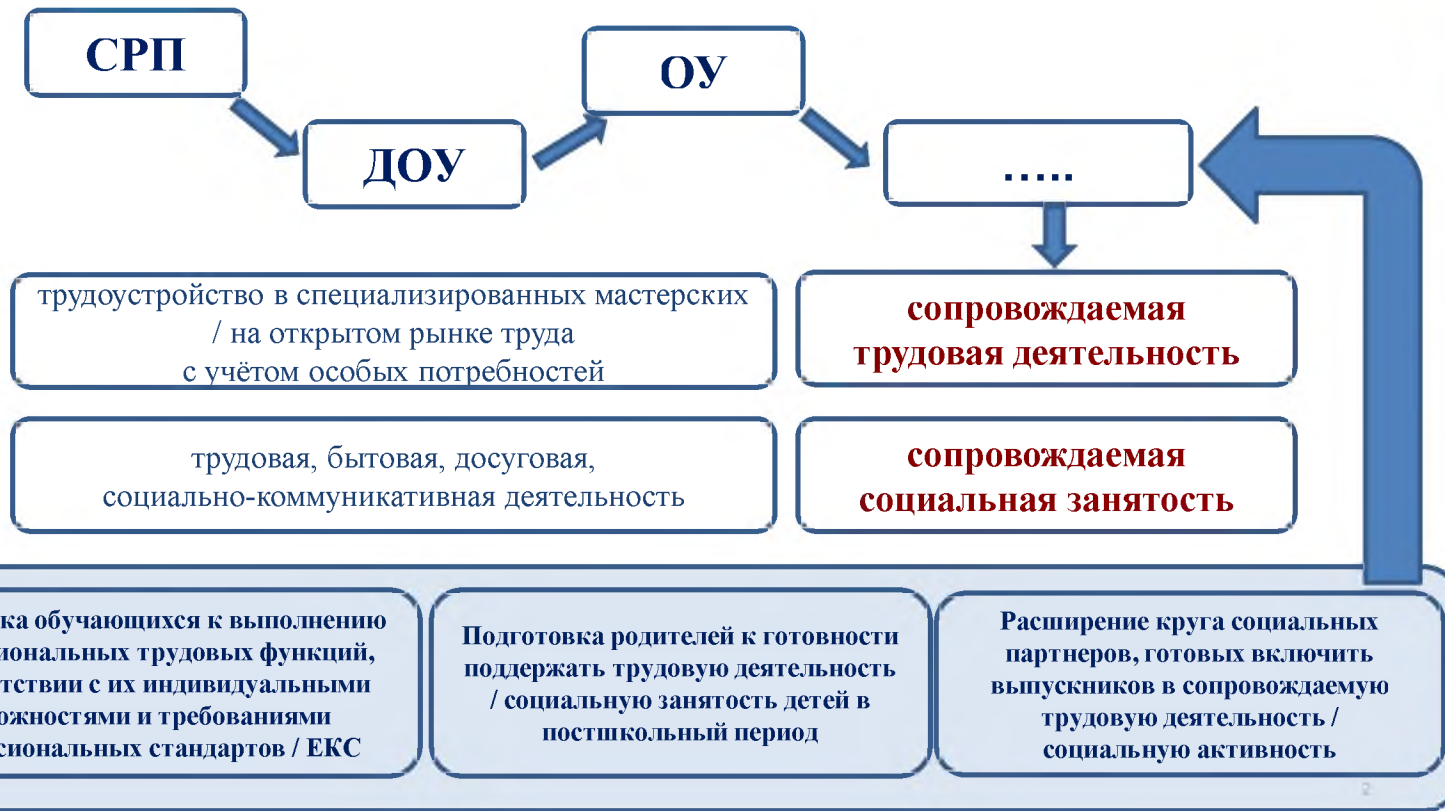 СРП
ОУ
ДОУ
…..
трудоустройство в специализированных мастерских
/ на открытом рынке труда
с учётом особых потребностей
сопровождаемая
трудовая деятельность
трудовая, бытовая, досуговая,
социально-коммуникативная деятельность
сопровождаемая
социальная занятость
ка обучающихся к выполнению
иональных трудовых функций,
тствии с их индивидуальными
ожностями и требованиями
сиональных стандартов / ЕКС
Подготовка родителей к готовности
поддержать трудовую деятельность
/ социальную занятость детей в
постшкольный период
Расширение круга социальных
партнеров, готовых включить
выпускников в сопровождаемую
трудовую деятельность /
социальную активность
2